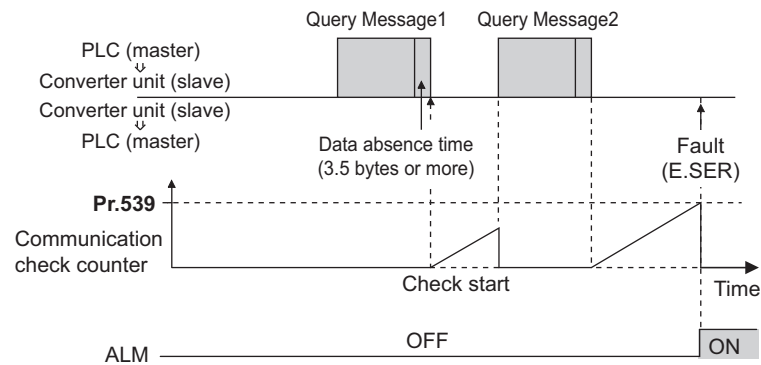 Query Message1
Query Message2
PLC (master)
⇩
Converter unit (slave)
Converter unit (slave)
⇩
PLC (master)
Data absence time
(3.5 bytes or more)
Fault
(E.SER)
Pr.539
Communication
check counter
Check start
Time
ALM
OFF
ON